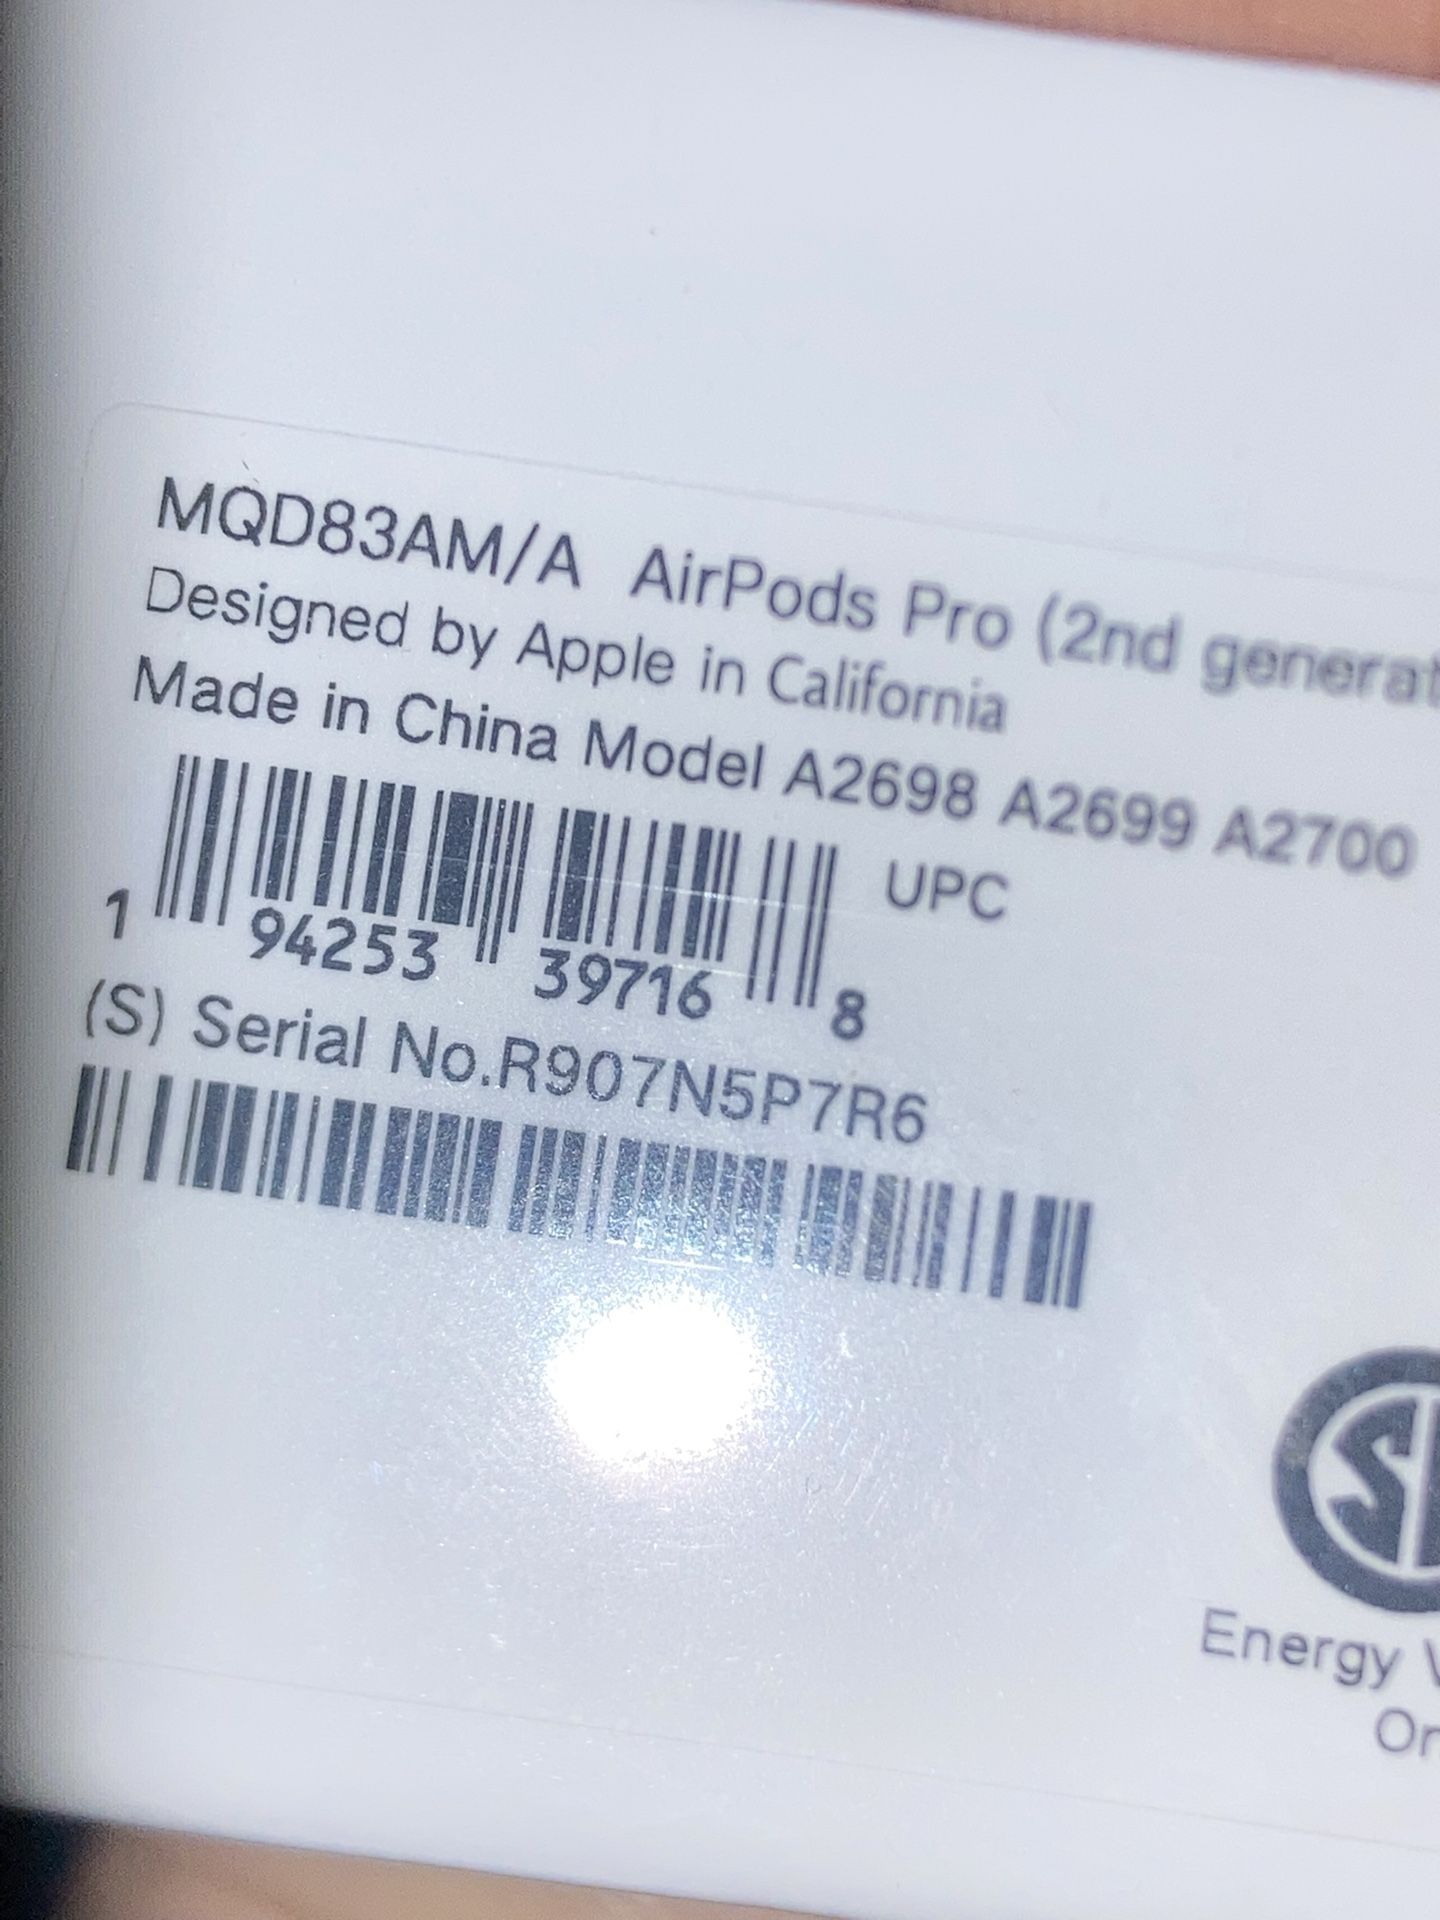 MQD83AM/A AirPods Pro (2nd generat
Designed by Apple in California
Made in China Model A2698 A2699 A2700
UPC
1 94253 39716 8
(S) Serial No.R907N5P7R6
Energy V
On